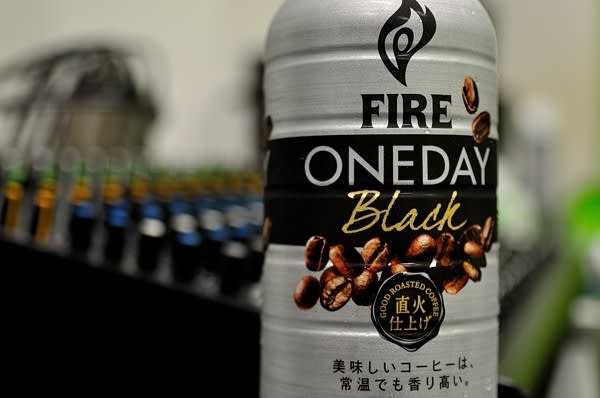 FIRE
ONEDAY
Black
GOOD ROASTED COFFEE
直火
仕上げ
美味しいコーヒーは、
常温でも香り高い。